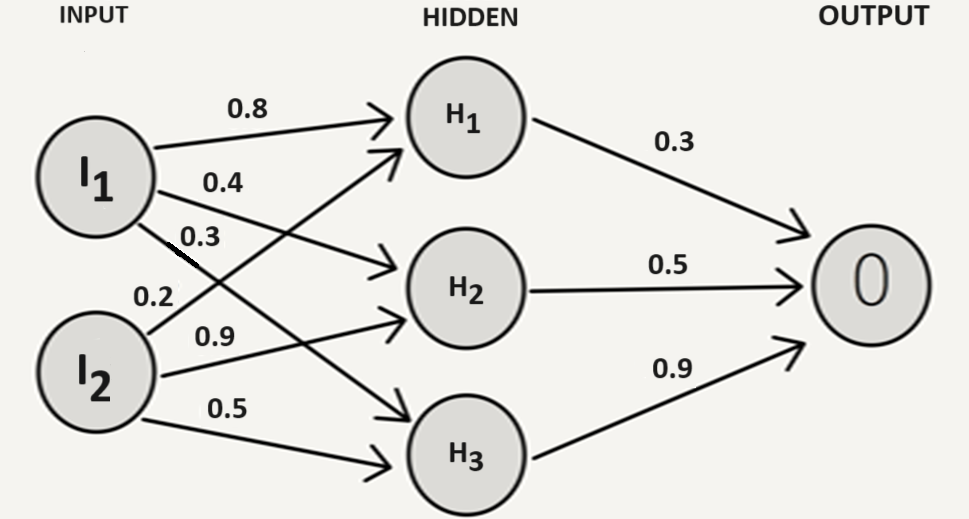 INPUT
HIDDEN
OUTPUT
I1
I2
0.8
0.4
0.3
0.2
0.9
0.5
H1
H2
H3
0.3
0.5
0.9
O